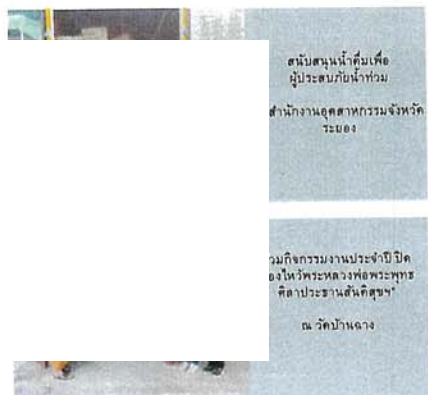 สนับสนุนน้ำดื่มเพื่อ
ผู้ประสบภัยน้ำท่วม
สำนักงานอุตสาหกรรมจังหวัด
ระยอง
วมกิจกรรมงานประจำปี ปิด
องไหว้พระหลวงพ่อพระพุทธ
ศิลาประธานสันติสุขฯ"
ณ วัดบ้านฉาง